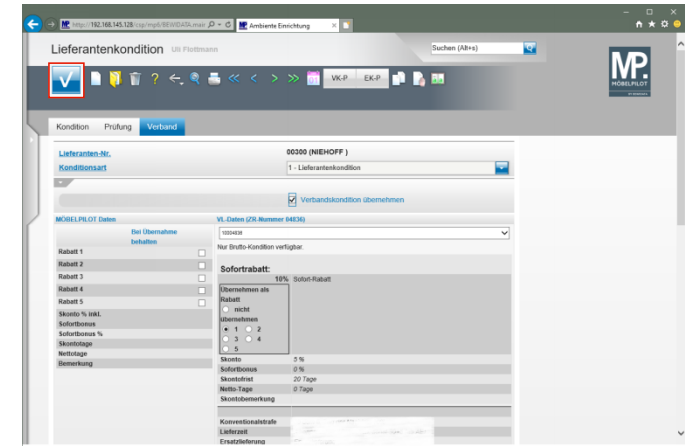 http://192.168.145.128/csp/mp8/BEWIDATA.man
Ambiente Einrichtung
Lieferantenkondition Uli Flottmann
Suchen (Alt+s)
MP.
MÖBELPILOT
VK-P EK-P
Kondition Prüfung Verband
Lieferanten-Nr. 00300 (NIEHOFF )
Konditionsart 1 - Lieferantenkondition
Verbandskondition übernehmen
MÖBELPILOT Daten VL-Daten (ZR-Nummer 04836)
Bei Übernahme behalten
10004836
Nur Brutto-Kondition verfügbar.
Rabatt 1
Rabatt 2
Rabatt 3
Rabatt 4
Rabatt 5
Skonto % inkl.
Sofortbonus
Sofortbonus %
Skontotage
Nettotage
Bemerkung
Sofortrabatt:
10% Sofort-Rabatt
Übernehmen als
Rabatt
nicht
übernehmen
1 2
3 4
5
Skonto 5 %
Sofortbonus 0 %
Skontofrist 20 Tage
Netto-Tage 0 Tage
Skontobemerkung
Konventionalstrafe
Lieferzeit
Ersatzlieferung